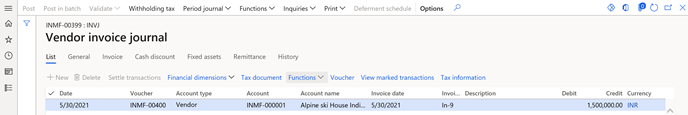 Post Post in batch Validate Withholding tax Period journal Functions Inquiries Print Deferment schedule Options
INMF-00399 : INVJ
Vendor invoice journal
List General Invoice Cash discount Fixed assets Remittance History
+ New Delete Settle transactions Financial dimensions Tax document Functions Voucher View marked transactions Tax information
Date Voucher Account type Account Account name Invoice date Invoi... Description Debit Credit Currency
5/30/2021 INMF-00400 Vendor INMF-000001 Alpine ski House Indi... 5/30/2021 In-9 1,500,000.00 INR